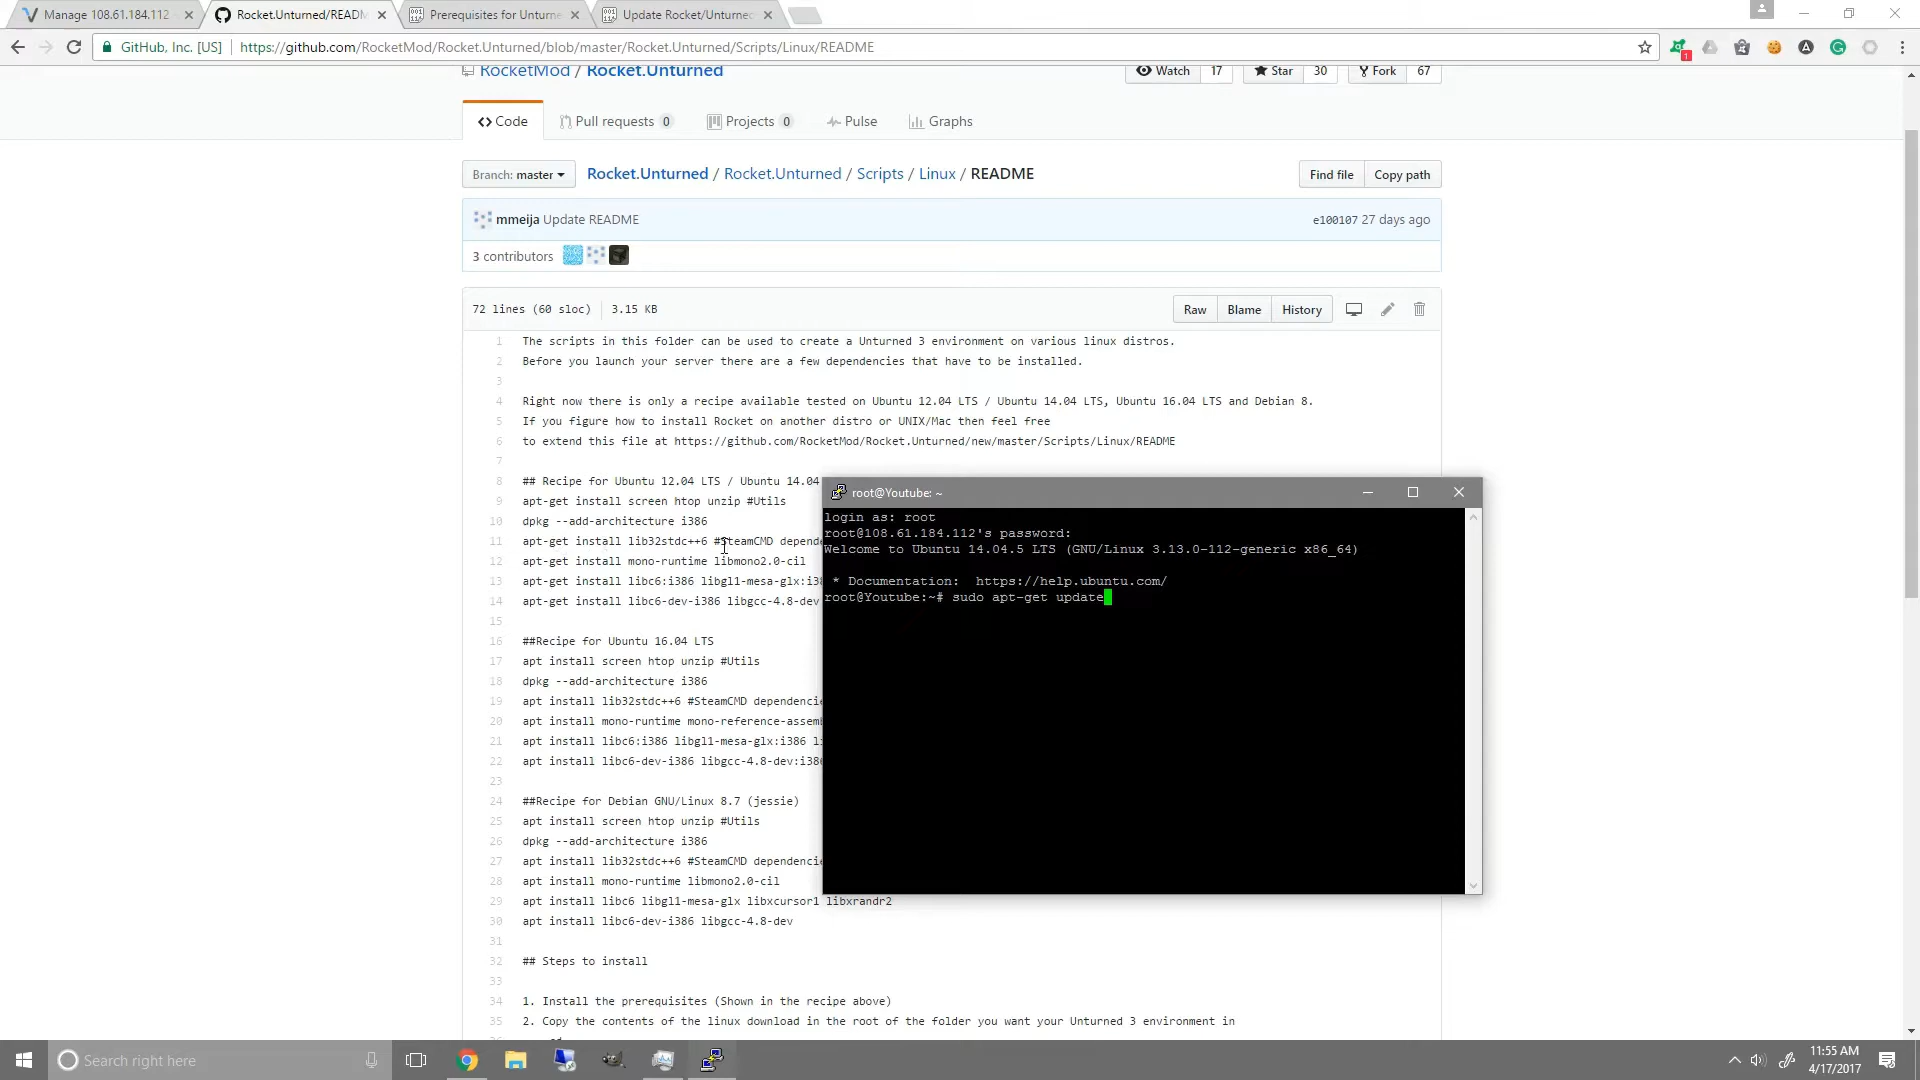 Manage 108.61.184.112
Rocket.Unturned/READM
Prerequisites for Unturne
Update Rocket/Unturned
GitHub, Inc. [US]
https://github.com/RocketMod/Rocket.Unturned/blob/master/Rocket.Unturned/Scripts/Linux/README
1
RocketMod / Rocket.Unturned
Watch 17 Star 30 Fork 67
Code Pull requests 0 Projects 0 Pulse Graphs
Branch: master Rocket.Unturned / Rocket.Unturned / Scripts / Linux / README Find file Copy path
mmeija Update README e100107 27 days ago
3 contributors
72 lines (60 sloc) 3.15 KB Raw Blame History
1 The scripts in this folder can be used to create a Unturned 3 environment on various linux distros.
2 Before you launch your server there are a few dependencies that have to be installed.
3
4 Right now there is only a recipe available tested on Ubuntu 12.04 LTS / Ubuntu 14.04 LTS, Ubuntu 16.04 LTS and Debian 8.
5 If you figure how to install Rocket on another distro or UNIX/Mac then feel free
6 to extend this file at https://github.com/RocketMod/Rocket.Unturned/new/master/Scripts/Linux/README
7
8 ## Recipe for Ubuntu 12.04 LTS / Ubuntu 14.04
9 apt-get install screen htop unzip #Utils
10 dpkg --add-architecture i386
11 apt-get install lib32stdc++6 #SteamCMD depende
12 apt-get install mono-runtime libmono2.0-cil
13 apt-get install libc6:i386 libgl1-mesa-glx:i38
14 apt-get install libc6-dev-i386 libgcc-4.8-dev
15
16 ##Recipe for Ubuntu 16.04 LTS
17 apt install screen htop unzip #Utils
18 dpkg --add-architecture i386
19 apt install lib32stdc++6 #SteamCMD dependencie
20 apt install mono-runtime mono-reference-assemb
21 apt install libc6:i386 libgl1-mesa-glx:i386 l
22 apt install libc6-dev-i386 libgcc-4.8-dev:i386
23
24 ##Recipe for Debian GNU/Linux 8.7 (jessie)
25 apt install screen htop unzip #Utils
26 dpkg --add-architecture i386
27 apt install lib32stdc++6 #SteamCMD dependencie
28 apt install mono-runtime libmono2.0-cil
29 apt install libc6 libgl1-mesa-glx libxcursor1 libxrandr2
30 apt install libc6-dev-i386 libgcc-4.8-dev
31
32 ## Steps to install
33
34 1. Install the prerequisites (Shown in the recipe above)
35 2. Copy the contents of the linux download in the root of the folder you want your Unturned 3 environment in
root@Youtube: ~
login as: root
root@108.61.184.112's password:
Welcome to Ubuntu 14.04.5 LTS (GNU/Linux 3.13.0-112-generic x86_64)
* Documentation:  https://help.ubuntu.com/
root@Youtube:~# sudo apt-get update
Search right here
11:55 AM
4/17/2017